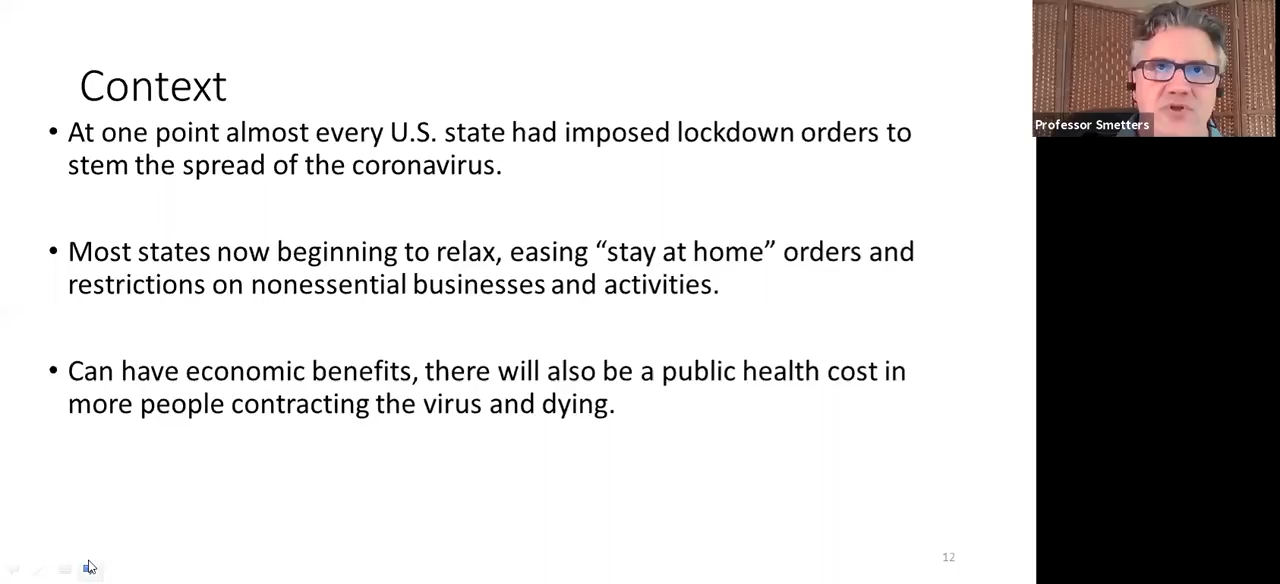 Context
• At one point almost every U.S. state had imposed lockdown orders to
stem the spread of the coronavirus.
• Most states now beginning to relax, easing “stay at home” orders and
restrictions on nonessential businesses and activities.
• Can have economic benefits, there will also be a public health cost in
more people contracting the virus and dying.
12
Professor Smetters